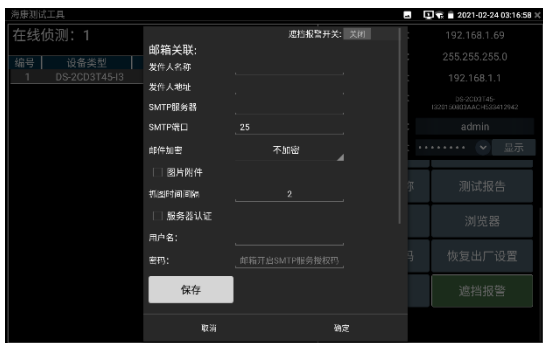 海康测试工具
2021-02-24 03:16:58
在线侦测：1
编号 设备类型
1 DS-2CD3T45-I3
遮挡报警开关: 关闭
邮箱关联:
发件人名称
发件人地址
SMTP服务器
SMTP端口 25
邮件加密 不加密
图片附件
抓图时间间隔 2
服务器认证
用户名:
密码: 邮箱开启SMTP服务授权码
保存
取消 确定
192.168.1.69
255.255.255.0
192.168.1.1
DS-2CD3T45-
admin
显示
测试报告
浏览器
恢复出厂设置
遮挡报警